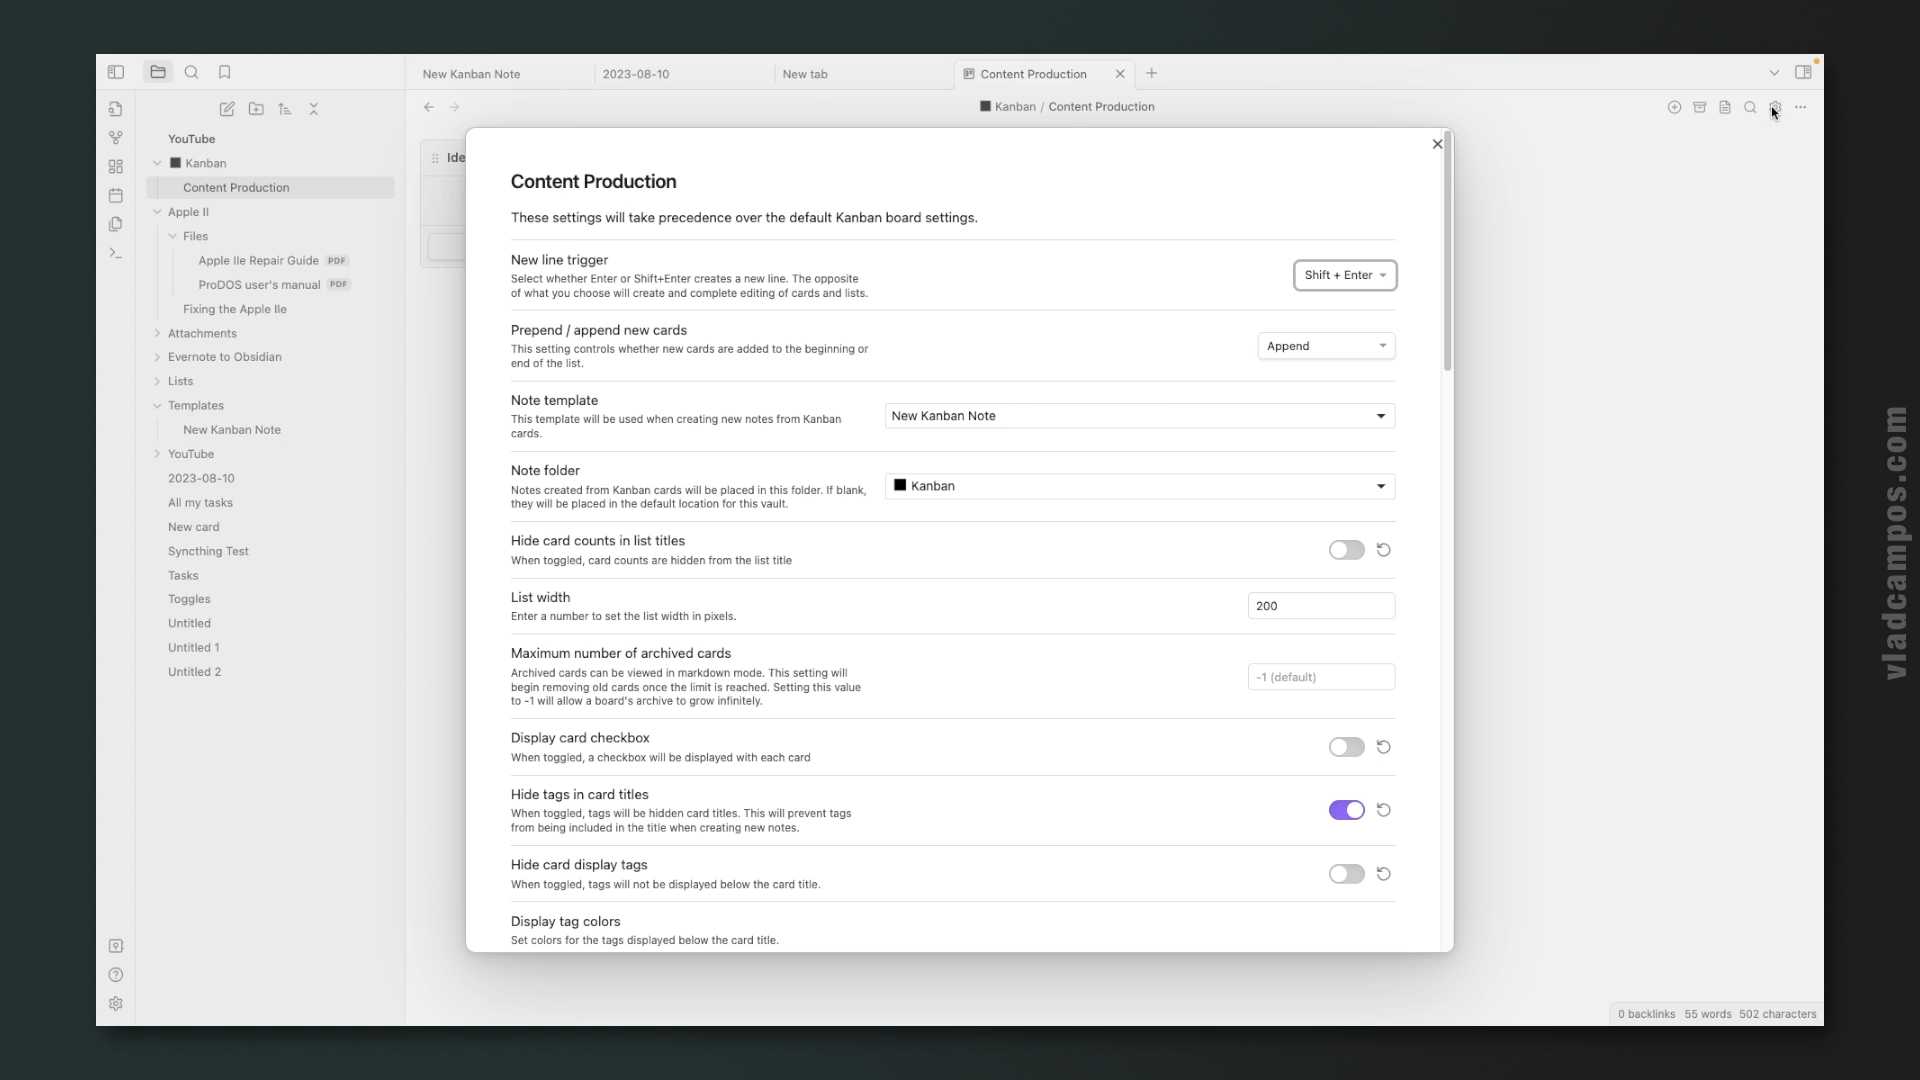 New Kanban Note
2023-08-10
New tab
Content Production
Kanban / Content Production
YouTube
Kanban
Content Production
Apple II
Files
Apple IIe Repair Guide PDF
ProDOS user's manual PDF
Fixing the Apple IIe
Attachments
Evernote to Obsidian
Lists
Templates
New Kanban Note
YouTube
2023-08-10
All my tasks
New card
Syncthing Test
Tasks
Toggles
Untitled
Untitled 1
Untitled 2
Ide
Content Production
These settings will take precedence over the default Kanban board settings.
New line trigger
Select whether Enter or Shift+Enter creates a new line. The opposite
of what you choose will create and complete editing of cards and lists.
Shift + Enter
Prepend / append new cards
This setting controls whether new cards are added to the beginning or
end of the list.
Append
Note template
This template will be used when creating new notes from Kanban
cards.
New Kanban Note
Note folder
Notes created from Kanban cards will be placed in this folder. If blank,
they will be placed in the default location for this vault.
Kanban
Hide card counts in list titles
When toggled, card counts are hidden from the list title
List width
Enter a number to set the list width in pixels.
200
Maximum number of archived cards
Archived cards can be viewed in markdown mode. This setting will
begin removing old cards once the limit is reached. Setting this value
to -1 will allow a board's archive to grow infinitely.
-1 (default)
Display card checkbox
When toggled, a checkbox will be displayed with each card
Hide tags in card titles
When toggled, tags will be hidden card titles. This will prevent tags
from being included in the title when creating new notes.
Hide card display tags
When toggled, tags will not be displayed below the card title.
Display tag colors
Set colors for the tags displayed below the card title.
0 backlinks 55 words 502 characters
vladcampos.com